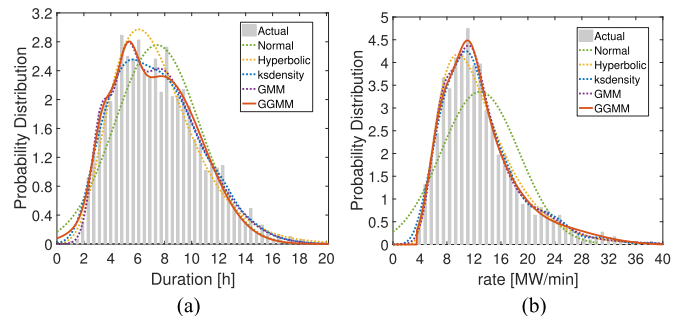 3.2
2.8
2.4
2
1.6
1.2
0.8
0.4
0
Probability Distribution
0 2 4 6 8 10 12 14 16 18 20
Duration [h]
Actual
Normal
Hyperbolic
ksdensity
GMM
GGMM
(a)
5
4.5
4
3.5
3
2.5
2
1.5
1
0.5
0
Probability Distribution
0 4 8 12 16 20 24 28 32 36 40
rate [MW/min]
Actual
Normal
Hyperbolic
ksdensity
GMM
GGMM
(b)